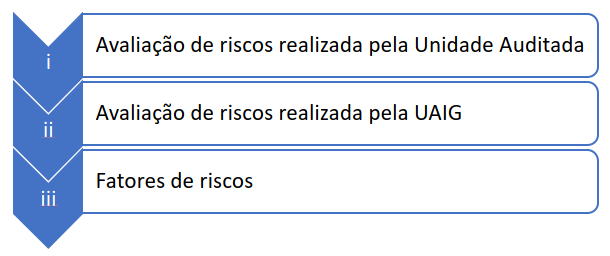 i
Avaliação de riscos realizada pela Unidade Auditada
ii
Avaliação de riscos realizada pela UAIG
iii
Fatores de riscos